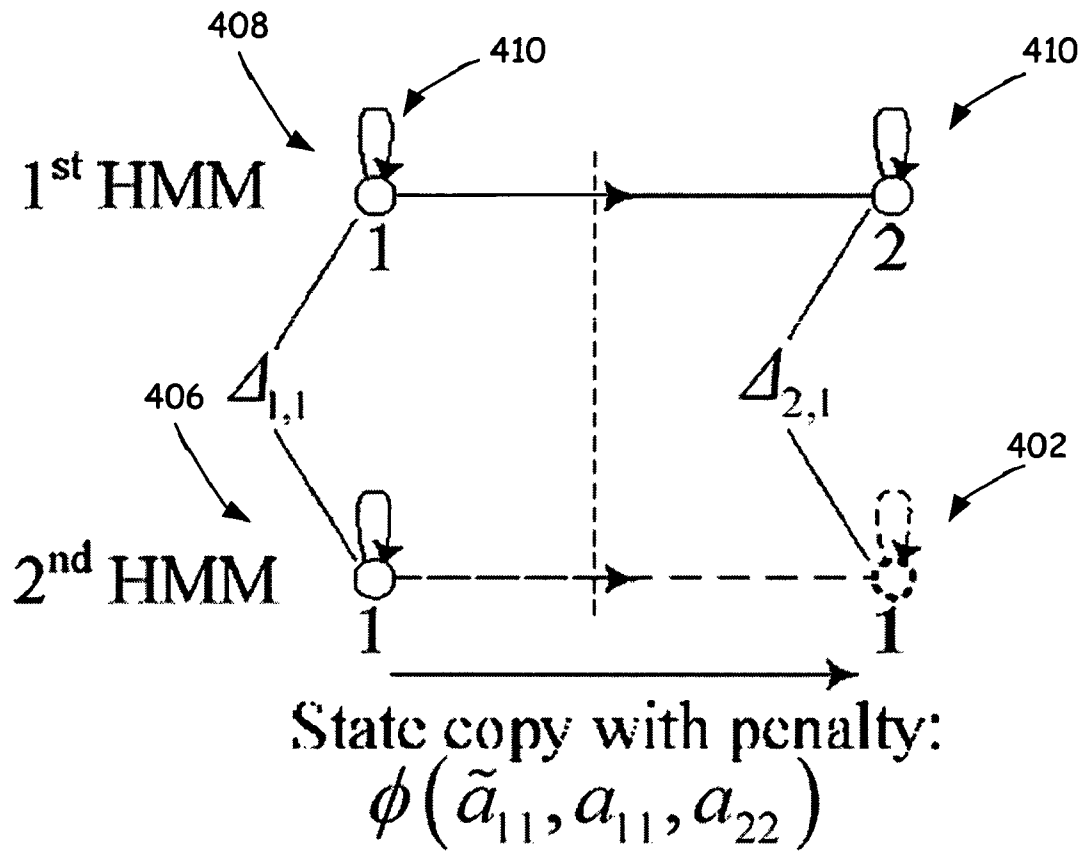 408
410
410
1st HMM
1
2
Δ1,1
Δ2,1
406
402
2nd HMM
1
1
State copy with penalty:
ϕ(ã11, a11, a22)